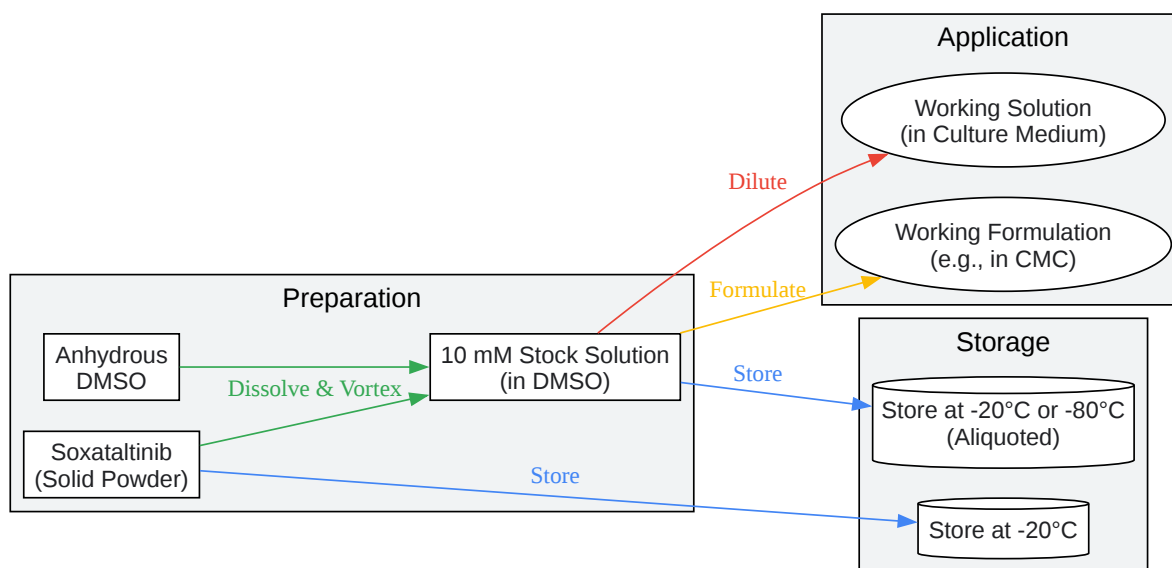 Application
Working Solution
(in Culture Medium)
Dilute
Working Formulation
(e.g., in CMC)
Formulate
Preparation
Anhydrous
DMSO
10 mM Stock Solution
(in DMSO)
Dissolve & Vortex
Soxataltinib
(Solid Powder)
Storage
Store
Store at -20°C or -80°C
(Aliquoted)
Store
Store at -20°C